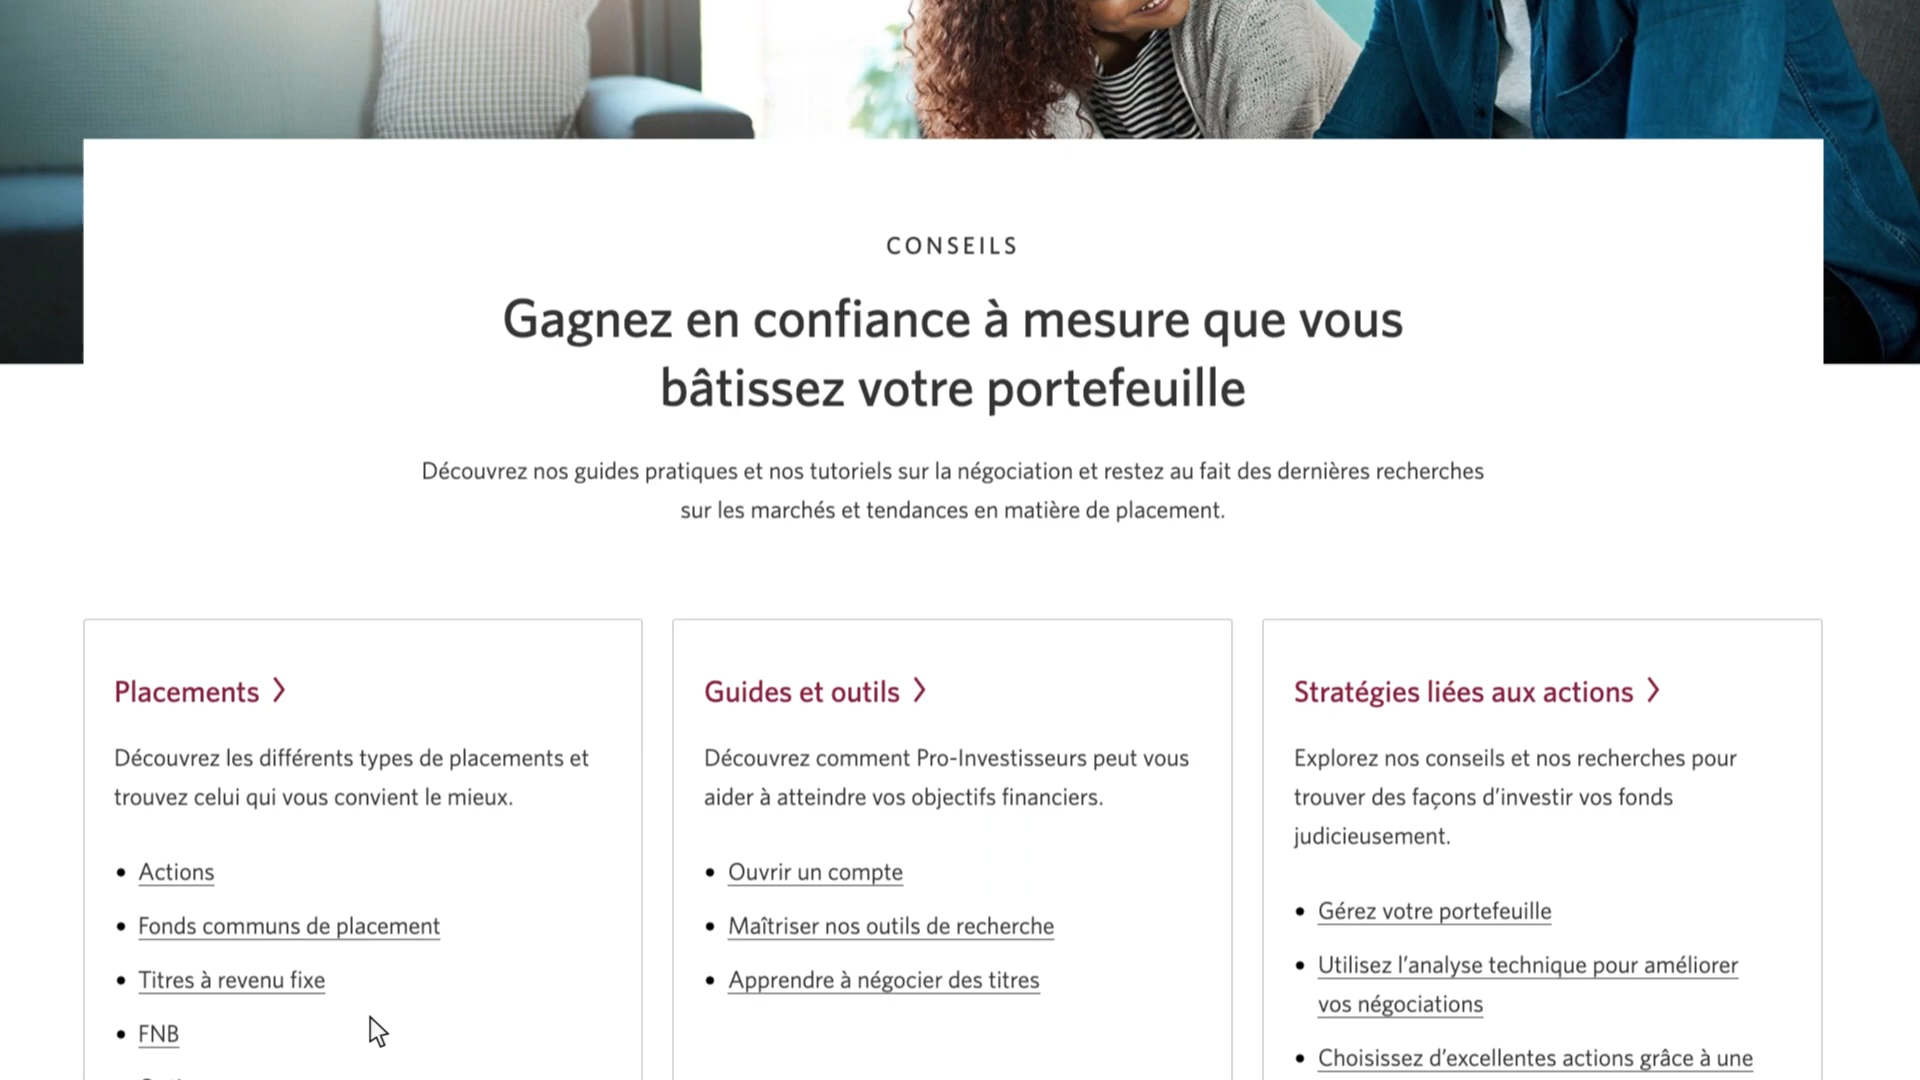 CONSEILS
Gagnez en confiance à mesure que vous
bâtissez votre portefeuille
Découvrez nos guides pratiques et nos tutoriels sur la négociation et restez au fait des dernières recherches
sur les marchés et tendances en matière de placement.
Placements
Découvrez les différents types de placements et
trouvez celui qui vous convient le mieux.
Actions
Fonds communs de placement
Titres à revenu fixe
FNB
Guides et outils
Découvrez comment Pro-Investisseurs peut vous
aider à atteindre vos objectifs financiers.
Ouvrir un compte
Maîtriser nos outils de recherche
Apprendre à négocier des titres
Stratégies liées aux actions
Explorez nos conseils et nos recherches pour
trouver des façons d’investir vos fonds
judicieusement.
Gérez votre portefeuille
Utilisez l’analyse technique pour améliorer
vos négociations
Choisissez d’excellentes actions grâce à une